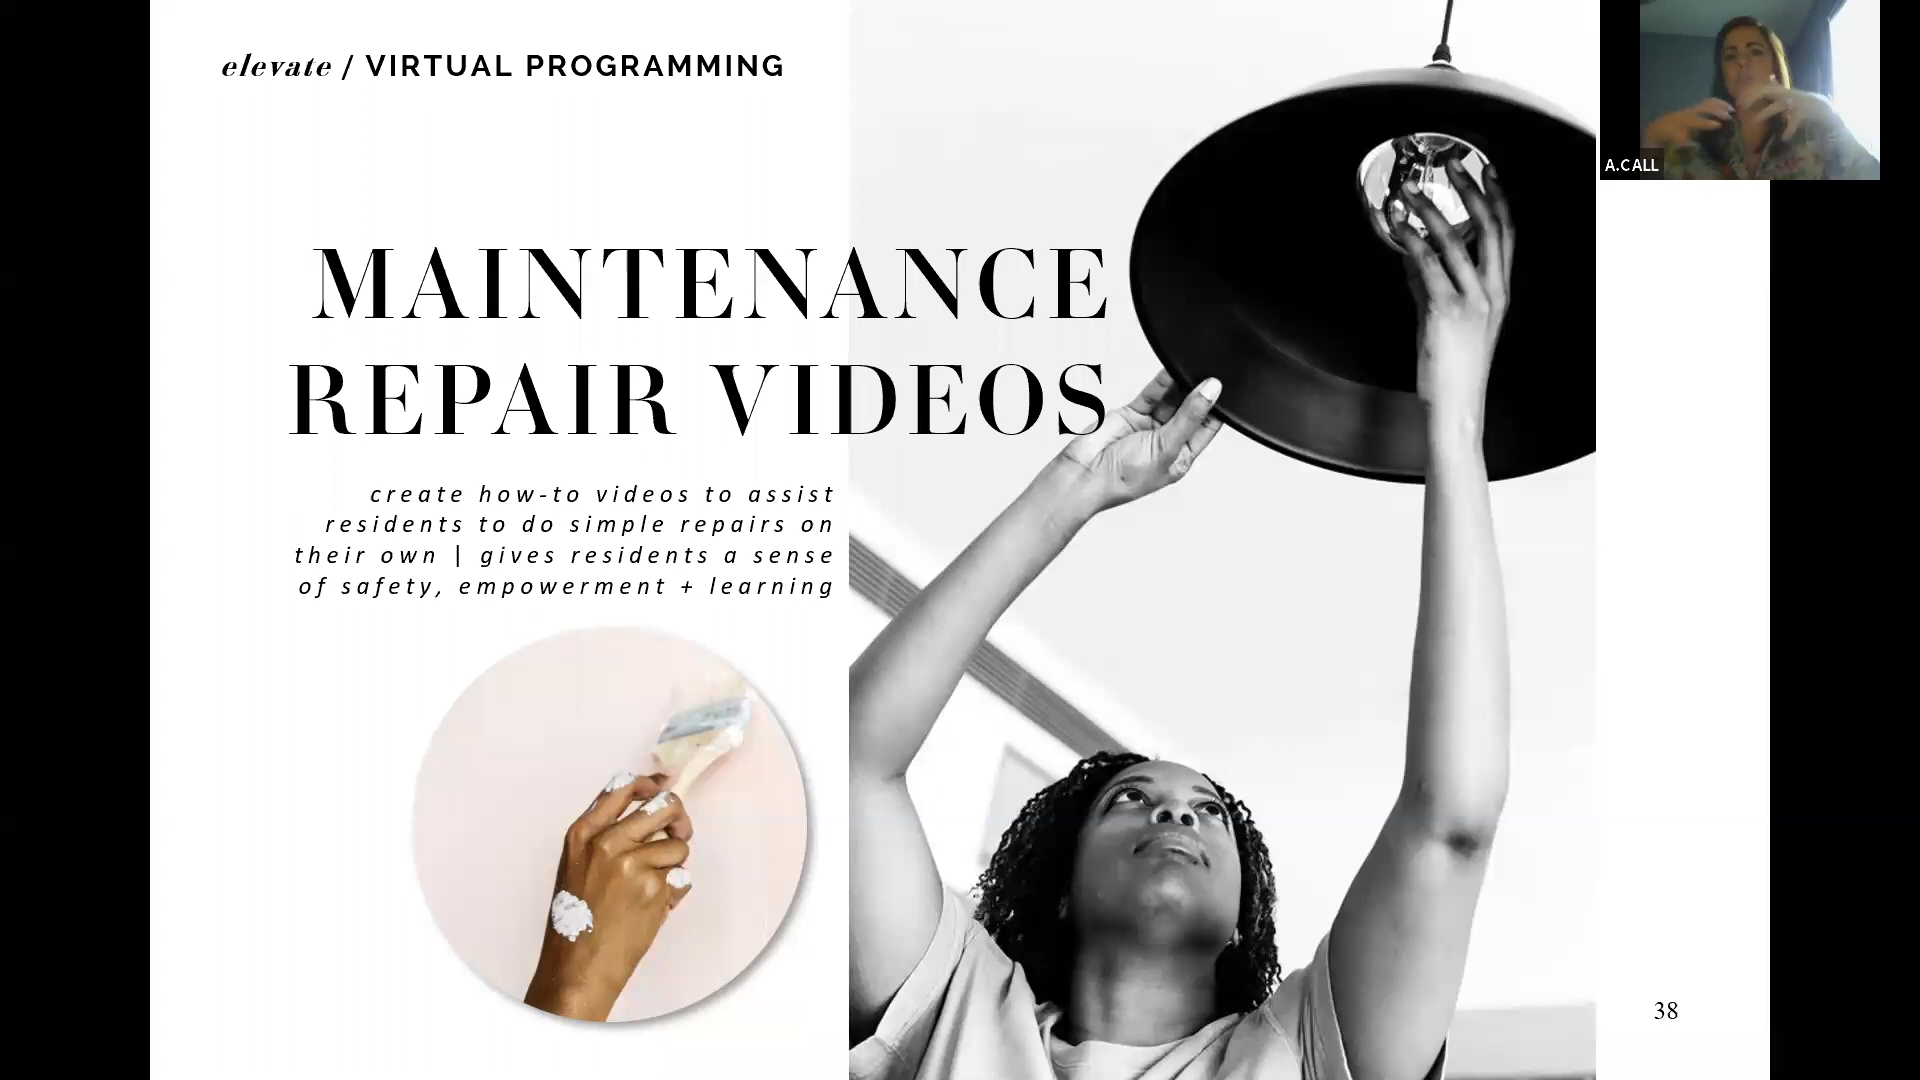 elevate / VIRTUAL PROGRAMMING
A.CALL
MAINTENANCE
REPAIR VIDEOS
create how-to videos to assist
residents to do simple repairs on
their own | gives residents a sense
of safety, empowerment + learning
38